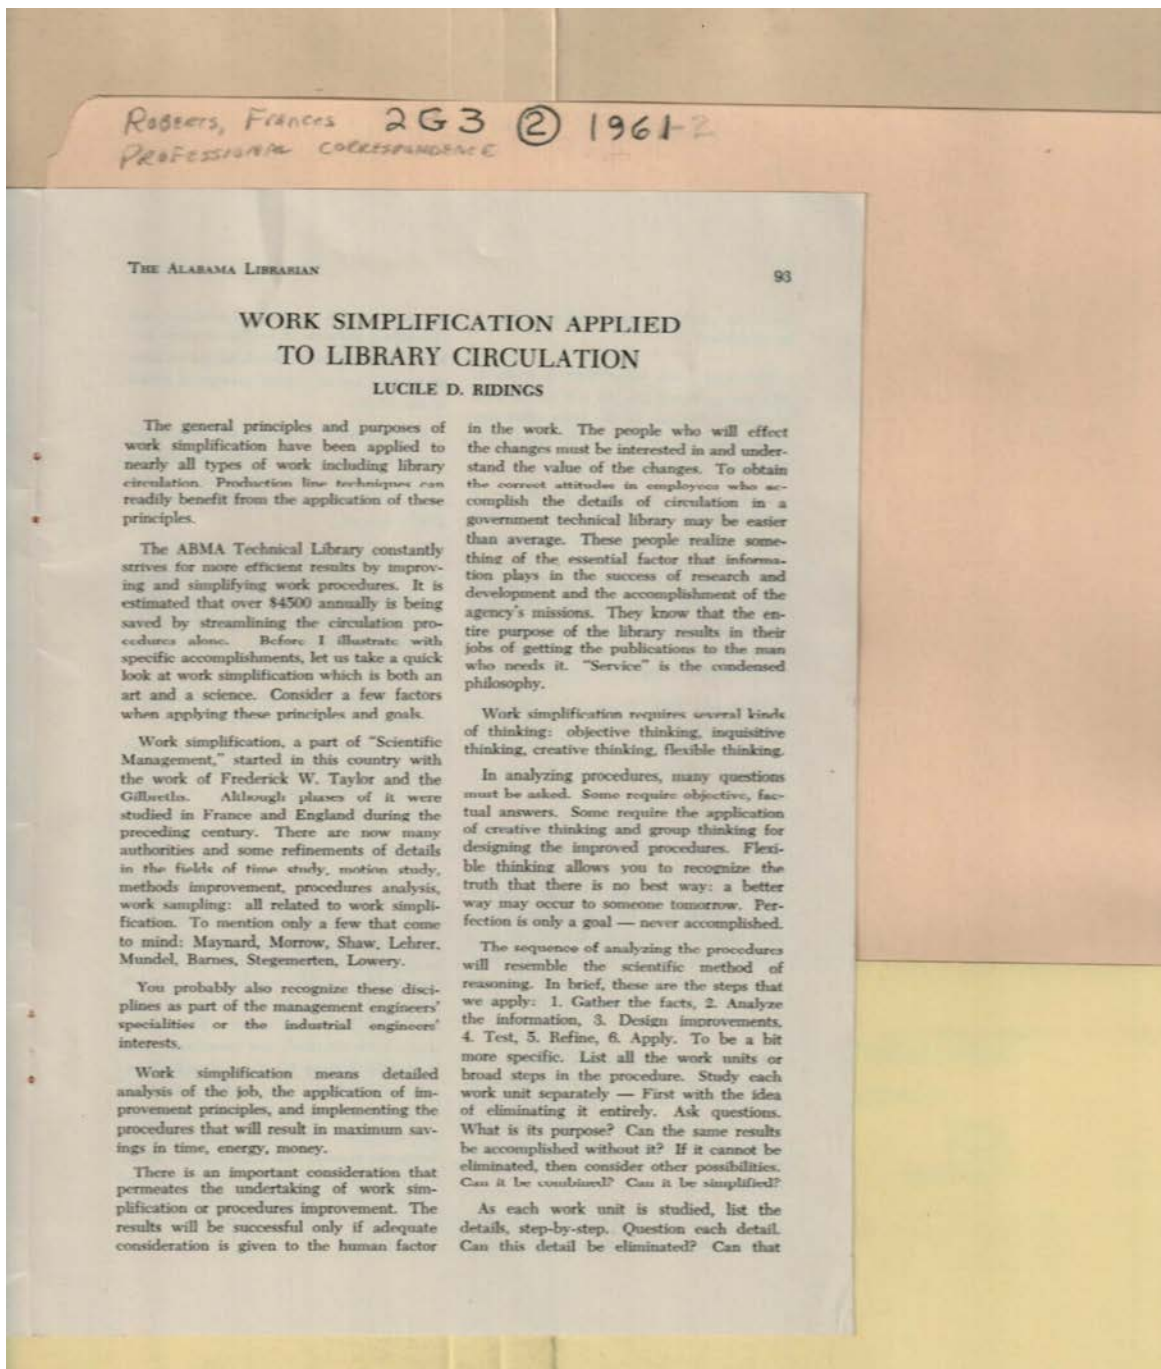 Roberts, Frances 2G3 ② 1961-2
PROFESSIONAL CORRESPONDENCE
THE ALABAMA LIBRARIAN
93
WORK SIMPLIFICATION APPLIED
TO LIBRARY CIRCULATION
LUCILE D. RIDINGS
The general principles and purposes of
work simplification have been applied to
nearly all types of work including library
circulation. Production line techniques can
readily benefit from the application of these
principles.
The ABMA Technical Library constantly
strives for more efficient results by improv-
ing and simplifying work procedures. It is
estimated that over $4500 annually is being
saved by streamlining the circulation pro-
cedures alone. Before I illustrate with
specific accomplishments, let us take a quick
look at work simplification which is both an
art and a science. Consider a few factors
when applying these principles and goals.
Work simplification, a part of "Scientific
Management," started in this country with
the work of Frederick W. Taylor and the
Gilbreths. Although phases of it were
studied in France and England during the
preceding century. There are now many
authorities and some refinements of details
in the fields of time study, motion study,
methods improvement, procedures analysis,
work sampling: all related to work simpli-
fication. To mention only a few that come
to mind: Maynard, Morrow, Shaw, Lehrer,
Mundel, Barnes, Stegemerten, Lowery.
You probably also recognize these disci-
plines as part of the management engineers'
specialities or the industrial engineers'
interests.
Work simplification means detailed
analysis of the job, the application of im-
provement principles, and implementing the
procedures that will result in maximum sav-
ings in time, energy, money.
There is an important consideration that
permeates the undertaking of work sim-
plification or procedures improvement. The
results will be successful only if adequate
consideration is given to the human factor
in the work. The people who will effect
the changes must be interested in and under-
stand the value of the changes. To obtain
the correct attitudes in employees who ac-
complish the details of circulation in a
government technical library may be easier
than average. These people realize some-
thing of the essential factor that informa-
tion plays in the success of research and
development and the accomplishment of the
agency's missions. They know that the en-
tire purpose of the library results in their
jobs of getting the publications to the man
who needs it. "Service" is the condensed
philosophy.
Work simplification requires several kinds
of thinking: objective thinking, inquisitive
thinking, creative thinking, flexible thinking.
In analyzing procedures, many questions
must be asked. Some require objective, fac-
tual answers. Some require the application
of creative thinking and group thinking for
designing the improved procedures. Flexi-
ble thinking allows you to recognize the
truth that there is no best way: a better
way may occur to someone tomorrow. Per-
fection is only a goal — never accomplished.
The sequence of analyzing the procedures
will resemble the scientific method of
reasoning. In brief, these are the steps that
we apply: 1. Gather the facts, 2. Analyze
the information, 3. Design improvements,
4. Test, 5. Refine, 6. Apply. To be a bit
more specific. List all the work units or
broad steps in the procedure. Study each
work unit separately — First with the idea
of eliminating it entirely. Ask questions.
What is its purpose? Can the same results
be accomplished without it? If it cannot be
eliminated, then consider other possibilities.
Can it be combined? Can it be simplified?
As each work unit is studied, list the
details, step-by-step. Question each detail.
Can this detail be eliminated? Can that